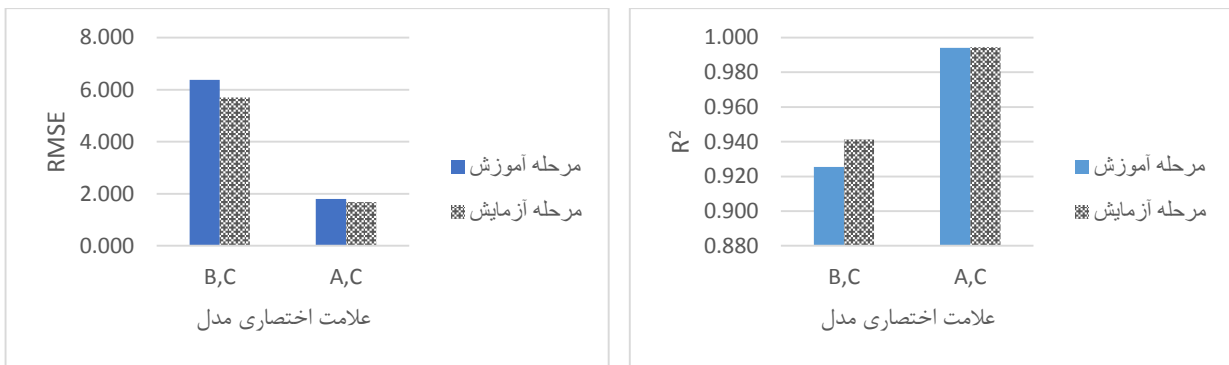 8.000
6.000
4.000
2.000
0.000
RMSE
B,C
A,C
علامت اختصاری مدل
مرحله آموزش
مرحله آزمایش
1.000
0.980
0.960
0.940
0.920
0.900
0.880
R²
B,C
A,C
علامت اختصاری مدل
مرحله آموزش
مرحله آزمایش